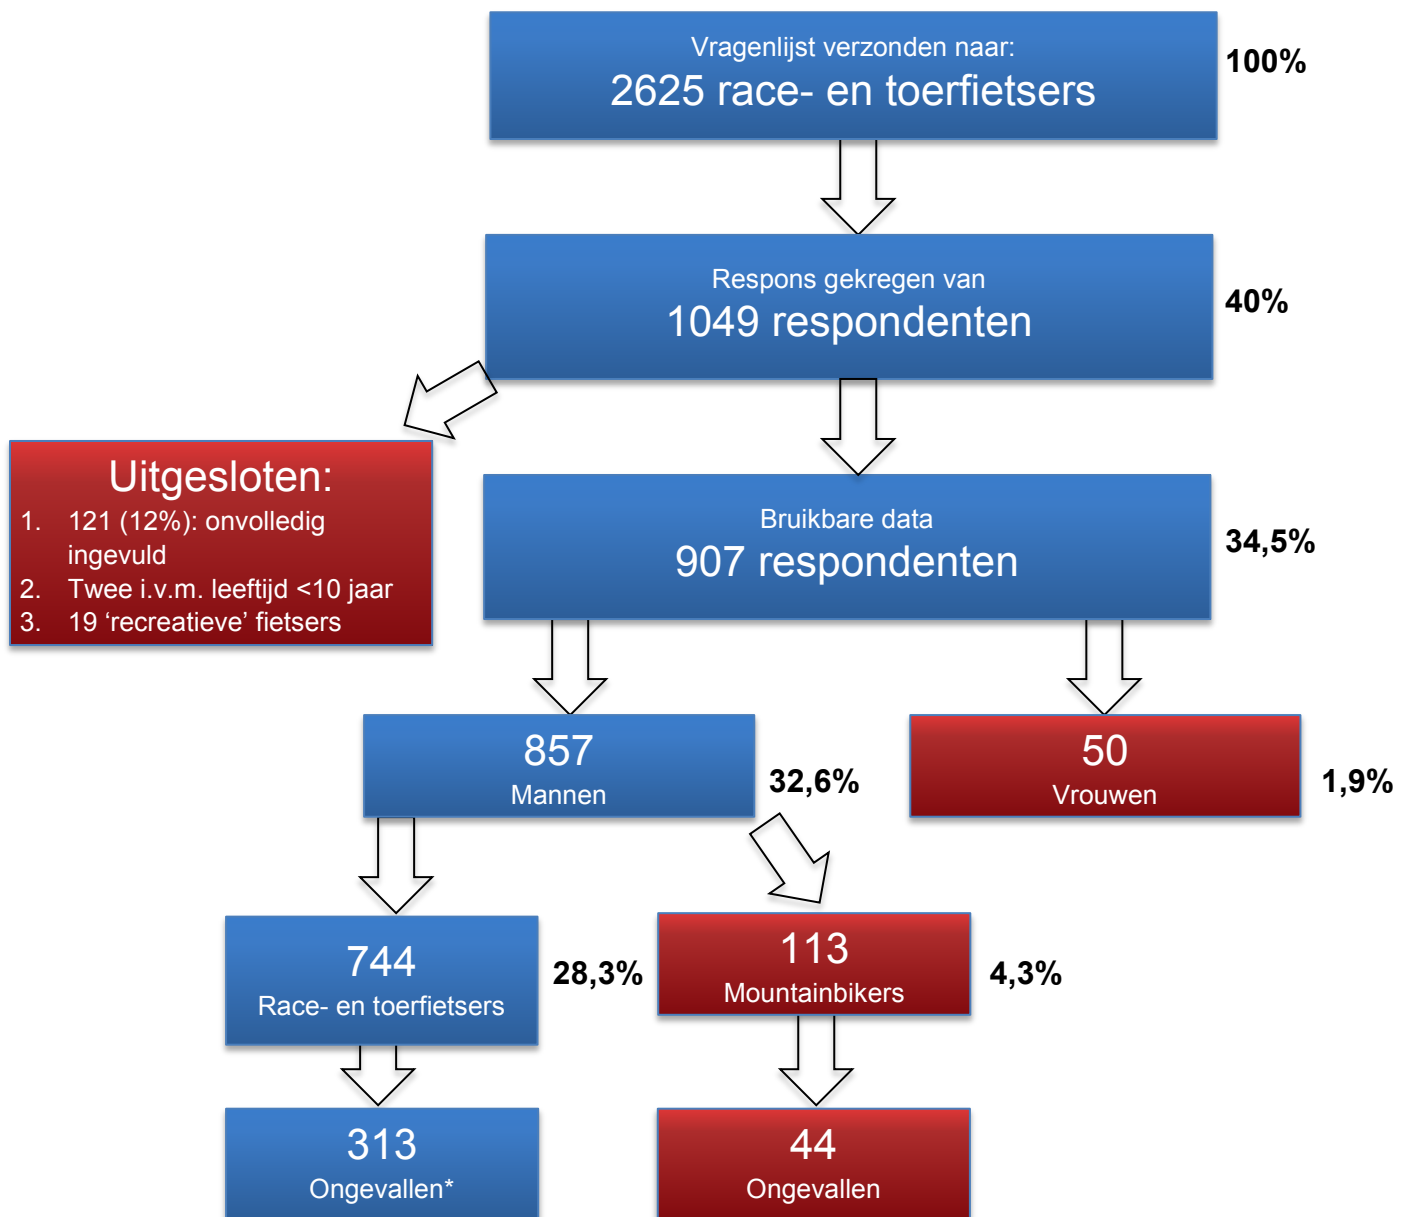 Vragenlijst verzonden naar:
2625 race- en toerfietsers
100%
Respons gekregen van
1049 respondenten
40%
Uitgesloten:
1. 121 (12%): onvolledig
ingevuld
2. Twee i.v.m. leeftijd <10 jaar
3. 19 ‘recreatieve’ fietsers
Bruikbare data
907 respondenten
34,5%
857
Mannen
32,6%
50
Vrouwen
1,9%
744
Race- en toerfietsers
28,3%
113
Mountainbikers
4,3%
313
Ongevallen*
44
Ongevallen